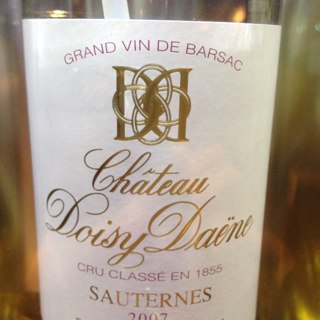 GRAND VIN DE BARSAC
Château
Doisy Daëne
CRU CLASSÉ EN 1855
SAUTERNES
2007